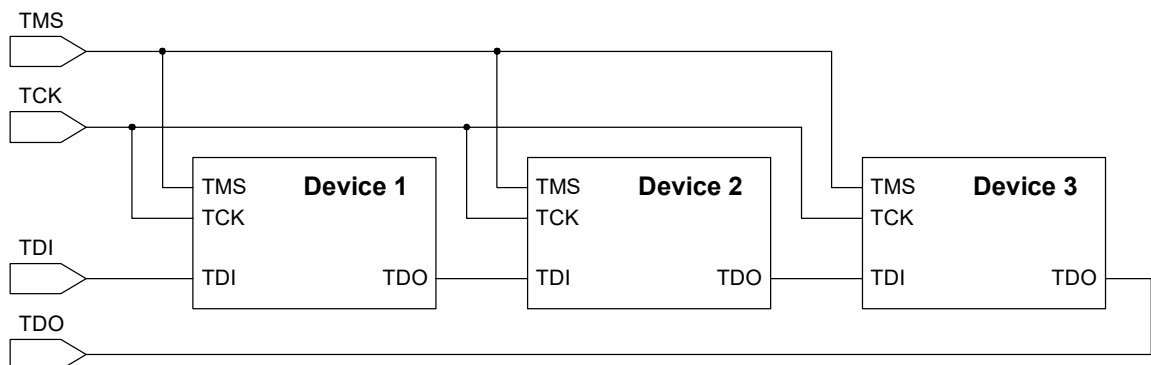 TMS
TCK
TMS Device 1
TCK
TDI TDO
TMS Device 2
TCK
TDI TDO
TMS Device 3
TCK
TDI TDO
TDI
TDO